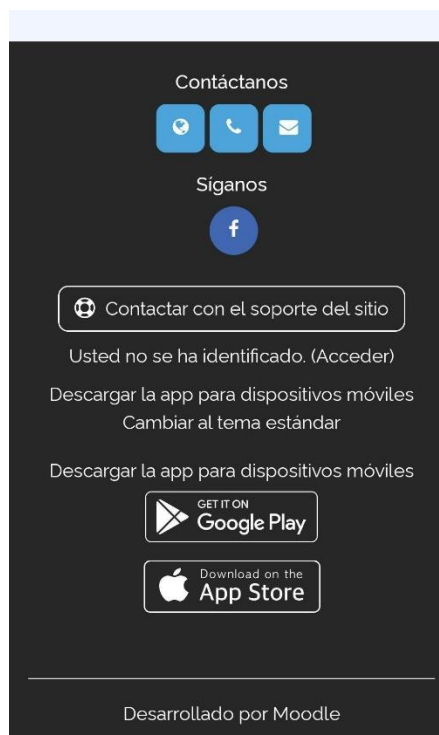 Contáctanos
Síganos
Contactar con el soporte del sitio
Usted no se ha identificado. (Acceder)
Descargar la app para dispositivos móviles
Cambiar al tema estándar
Descargar la app para dispositivos móviles
GET IT ON
Google Play
Download on the
App Store
Desarrollado por Moodle